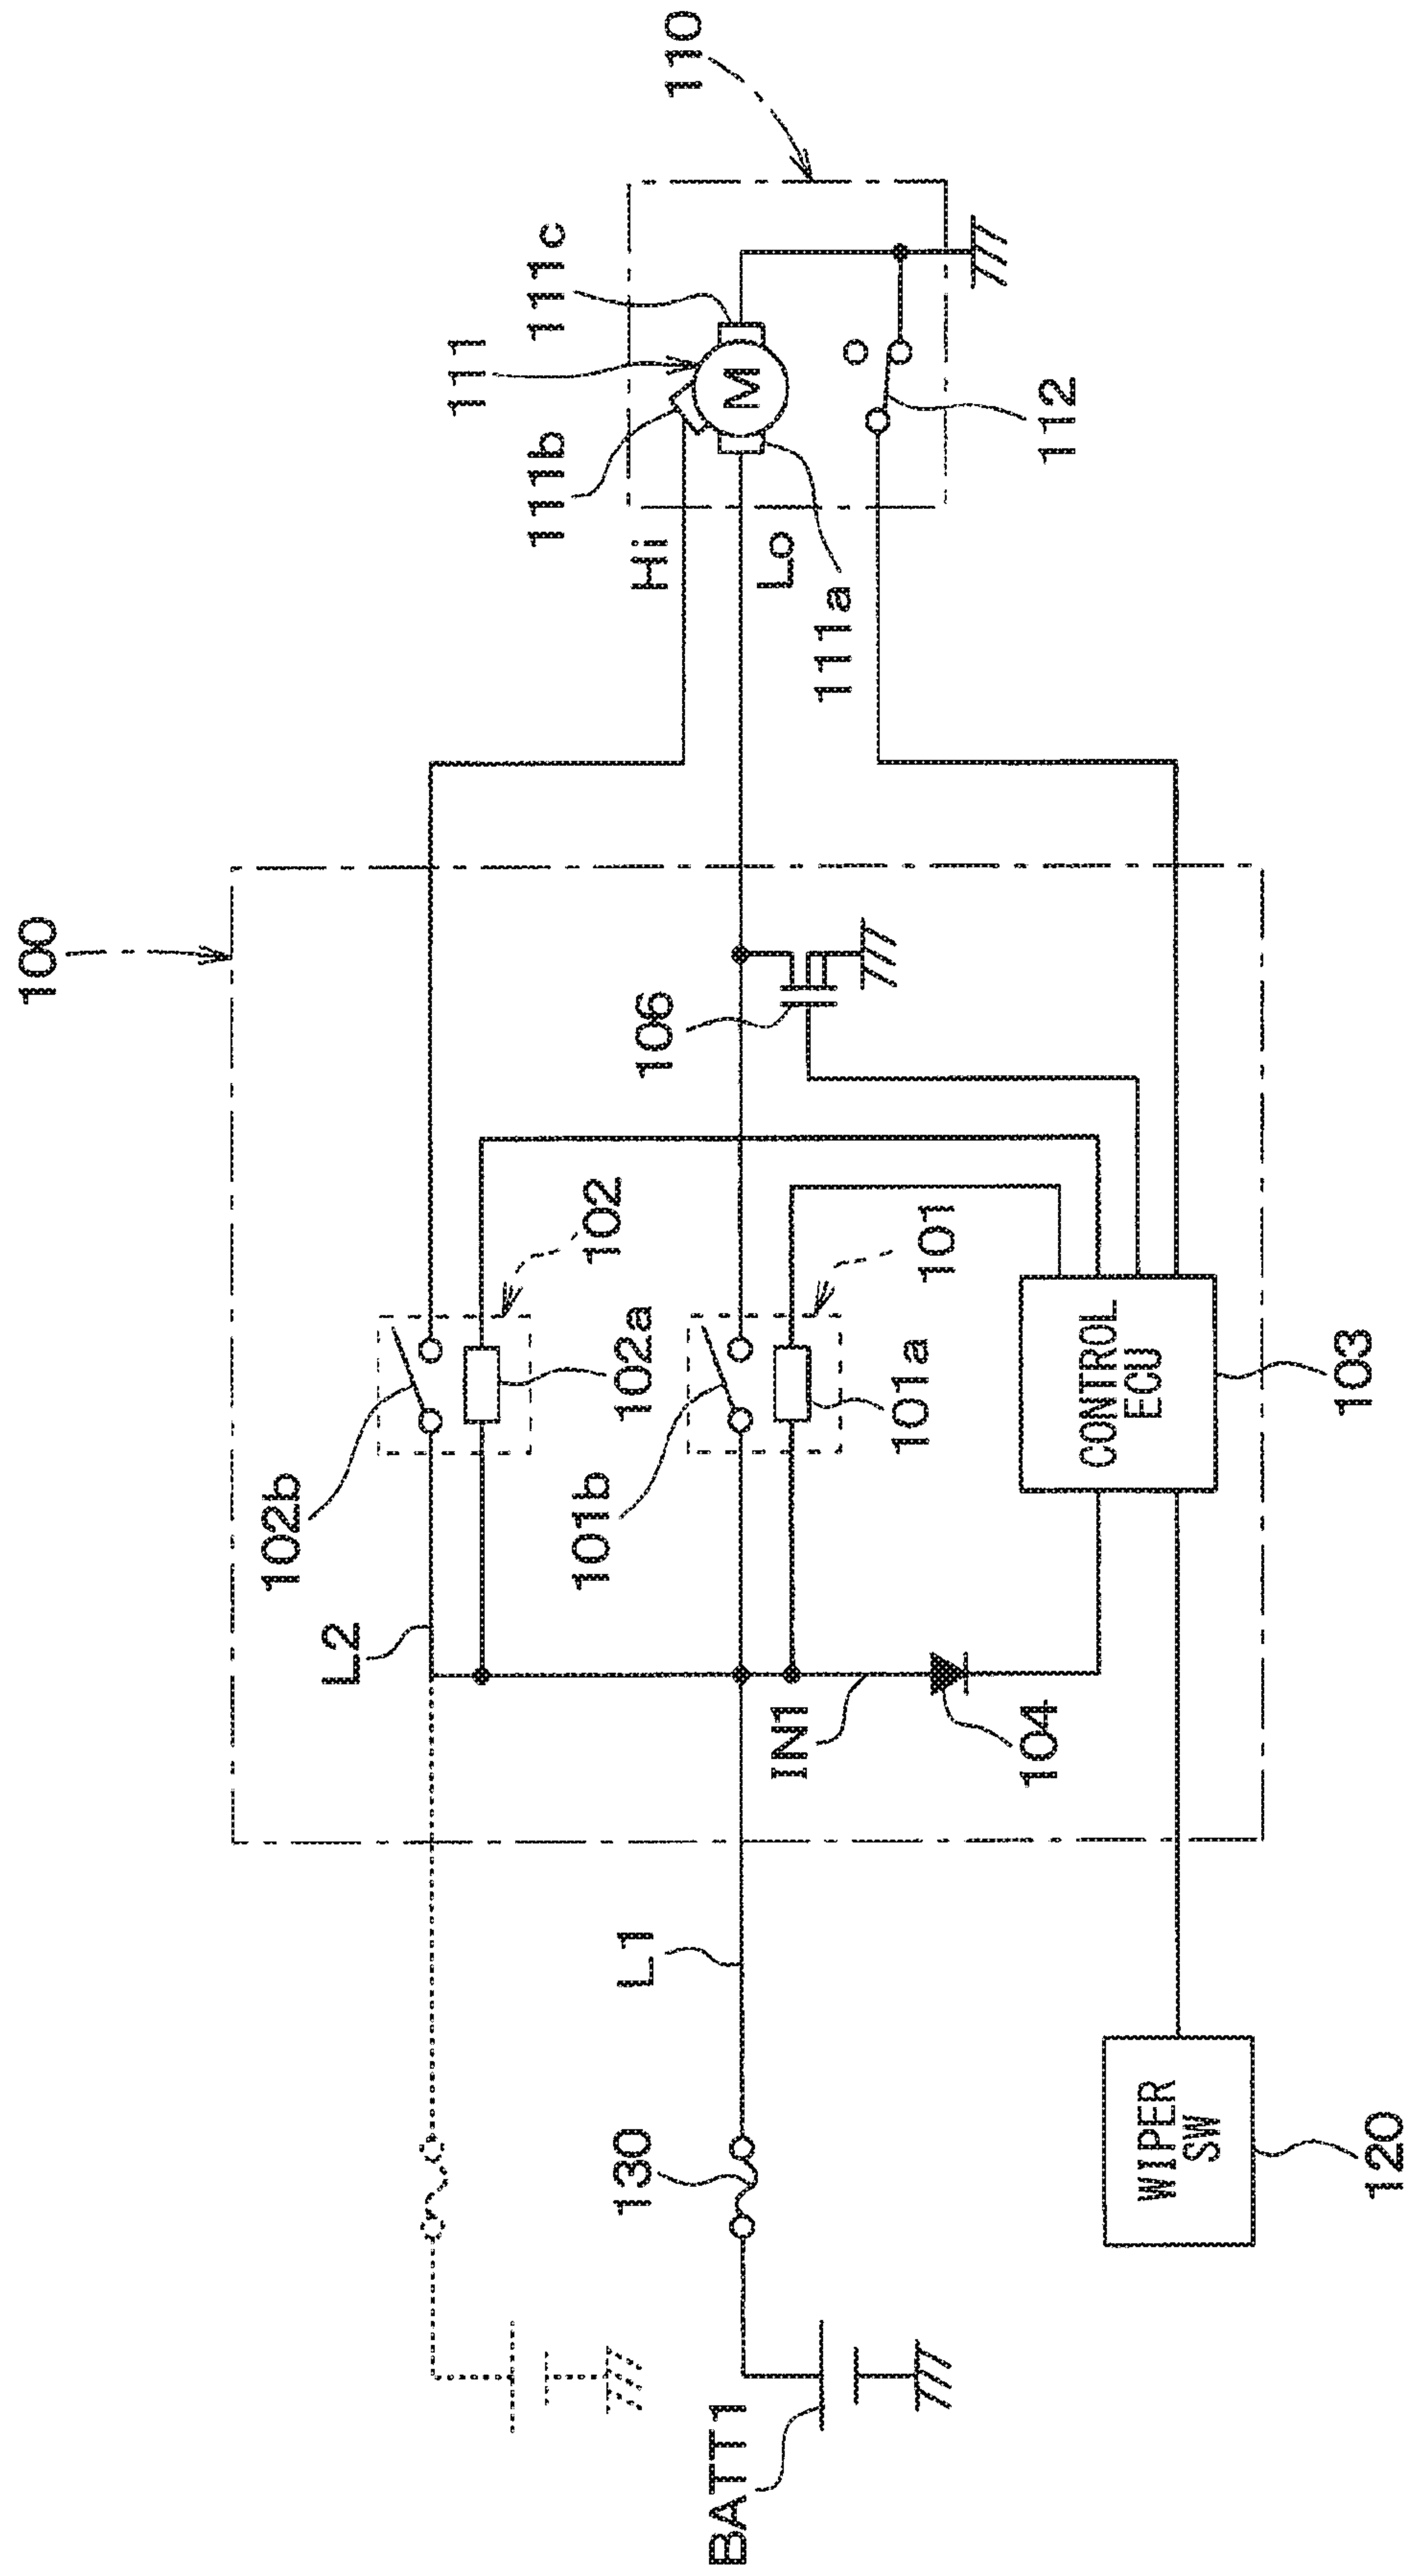 100
110
111
111c
111b
Hi
Lo
111a
M
112
102b
102
102a
L2
106
101b
101
101a
IN1
104
CONTROL
ECU
103
L1
130
BATT1
WIPER
SW
120